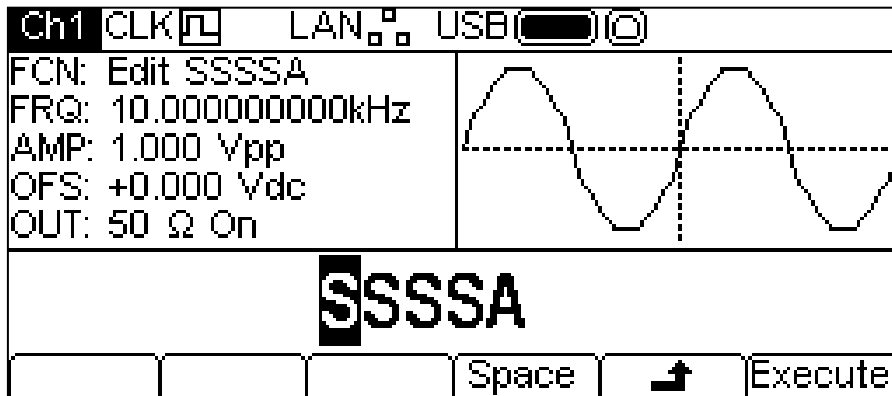 Ch1 CLK LAN USB
FCN: Edit SSSSA
FRQ: 10.000000000kHz
AMP: 1.000 Vpp
OFS: +0.000 Vdc
OUT: 50 Ω On
SSSSA
Space Execute